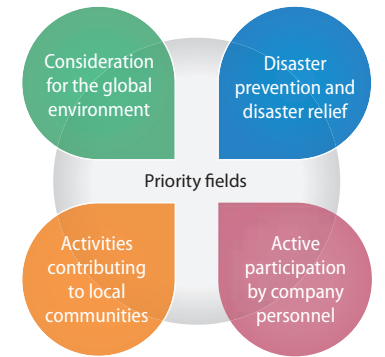 Consideration
for the global
environment
Disaster
prevention and
disaster relief
Priority fields
Activities
contributing
to local
communities
Active
participation
by company
personnel